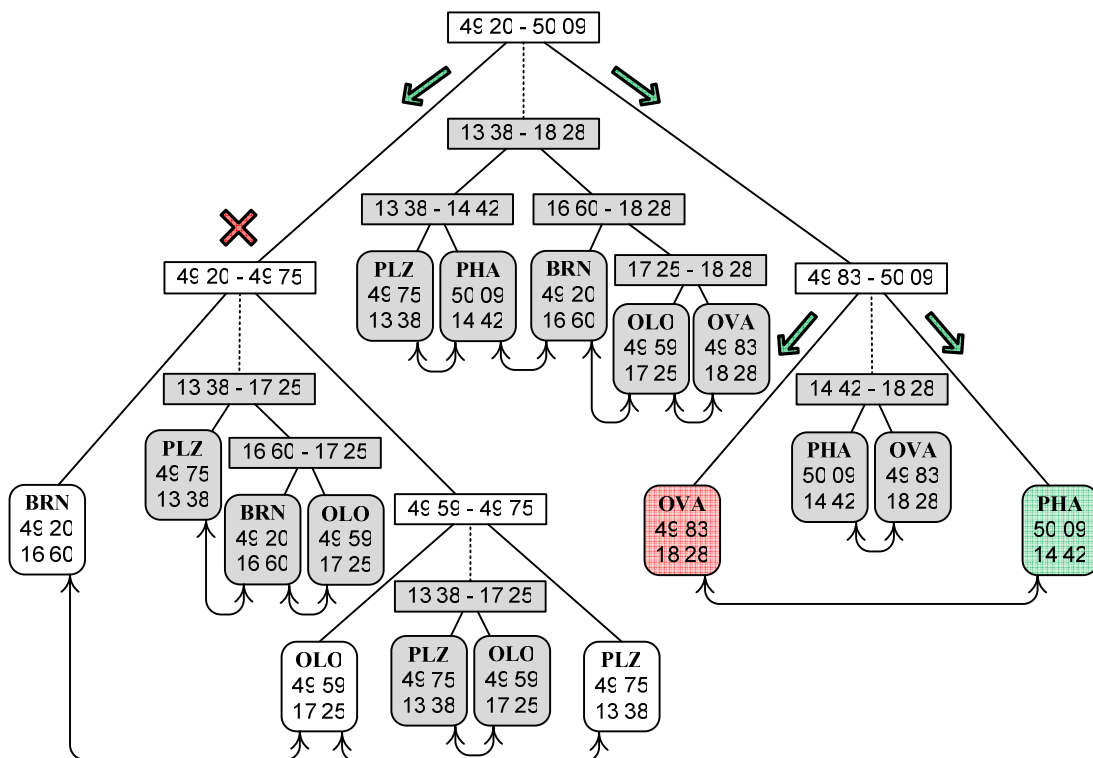 49 20 - 50 09
13 38 - 18 28
13 38 - 14 42
16 60 - 18 28
49 20 - 49 75
PLZ
49 75
13 38
PHA
50 09
14 42
BRN
49 20
16 60
17 25 - 18 28
49 83 - 50 09
OLO
49 59
17 25
OVA
49 83
18 28
13 38 - 17 25
14 42 - 18 28
PLZ
49 75
13 38
16 60 - 17 25
PHA
50 09
14 42
OVA
49 83
18 28
BRN
49 20
16 60
BRN
49 20
16 60
OLO
49 59
17 25
49 59 - 49 75
OVA
49 83
18 28
PHA
50 09
14 42
13 38 - 17 25
OLO
49 59
17 25
PLZ
49 75
13 38
OLO
49 59
17 25
PLZ
49 75
13 38